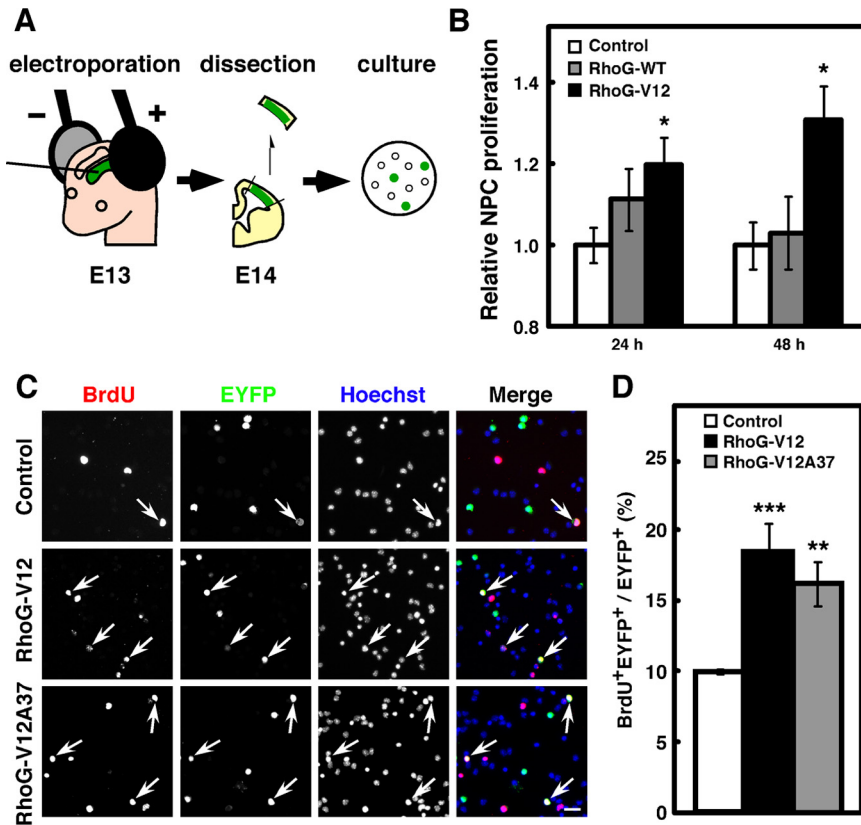 A
electroporation dissection culture
− +
E13 E14
B
Control
RhoG-WT
RhoG-V12
Relative NPC proliferation
1.4
1.2
1.0
0.8
* *
24 h 48 h
C
BrdU EYFP Hoechst Merge
Control
RhoG-V12
RhoG-V12A37
D
Control
RhoG-V12
RhoG-V12A37
BrdU⁺EYFP⁺ / EYFP⁺ (%)
25
20
15
10
5
0
***
**